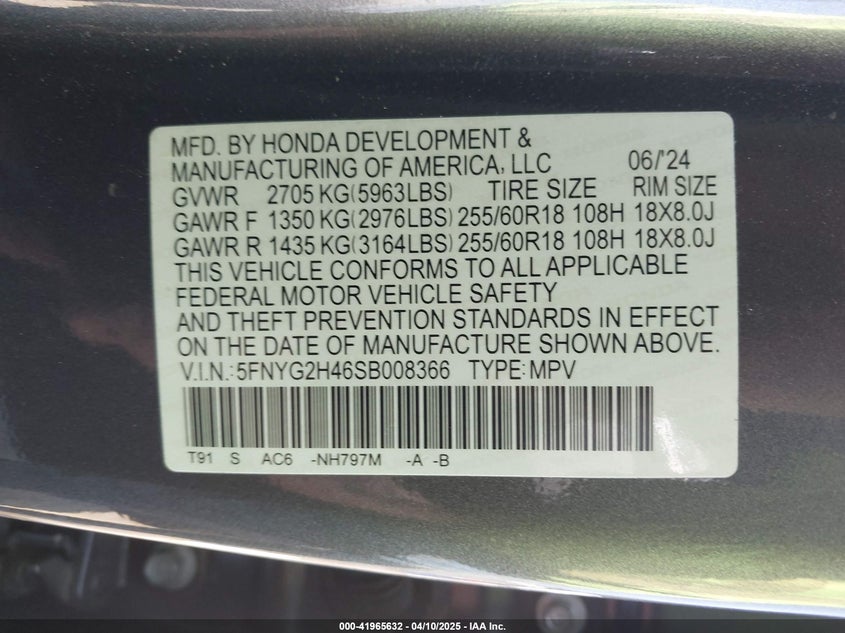 MFD. BY HONDA DEVELOPMENT &
MANUFACTURING OF AMERICA, LLC 06/'24
GVWR 2705 KG(5963LBS) TIRE SIZE RIM SIZE
GAWR F 1350 KG(2976LBS) 255/60R18 108H 18X8.0J
GAWR R 1435 KG(3164LBS) 255/60R18 108H 18X8.0J
THIS VEHICLE CONFORMS TO ALL APPLICABLE
FEDERAL MOTOR VEHICLE SAFETY
AND THEFT PREVENTION STANDARDS IN EFFECT
ON THE DATE OF MANUFACTURE SHOWN ABOVE.
V.I.N.:5FNYG2H46SB008366 TYPE:MPV
T91 S AC6 -NH797M -A -B
000-41965632 - 04/10/2025 - IAA Inc.